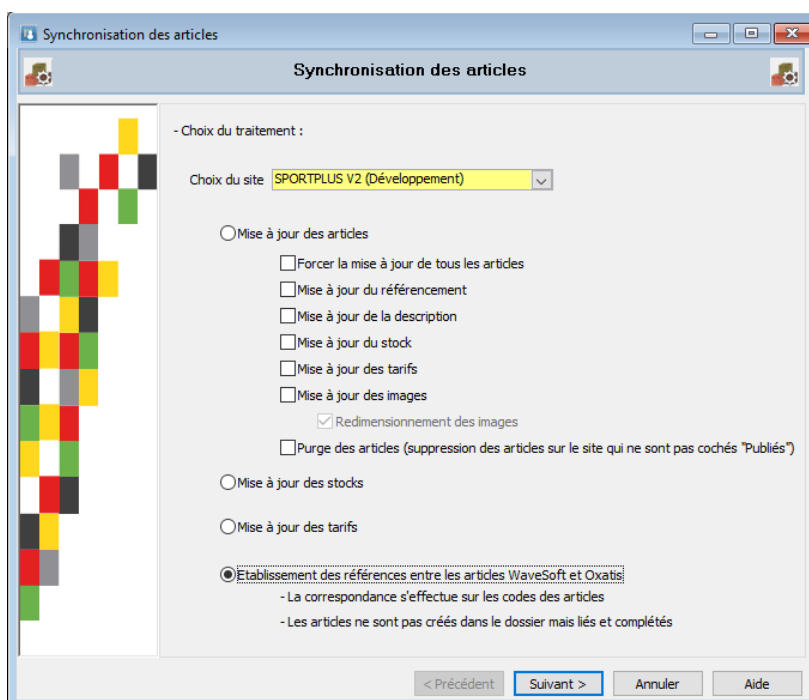 Synchronisation des articles
Synchronisation des articles
- Choix du traitement :
Choix du site SPORTPLUS V2 (Développement)
Mise à jour des articles
Forcer la mise à jour de tous les articles
Mise à jour du référencement
Mise à jour de la description
Mise à jour du stock
Mise à jour des tarifs
Mise à jour des images
Redimensionnement des images
Purge des articles (suppression des articles sur le site qui ne sont pas cochés "Publiés")
Mise à jour des stocks
Mise à jour des tarifs
Etablissement des références entre les articles WaveSoft et Oxatis
- La correspondance s'effectue sur les codes des articles
- Les articles ne sont pas créés dans le dossier mais liés et complétés
< Précédent Suivant > Annuler Aide